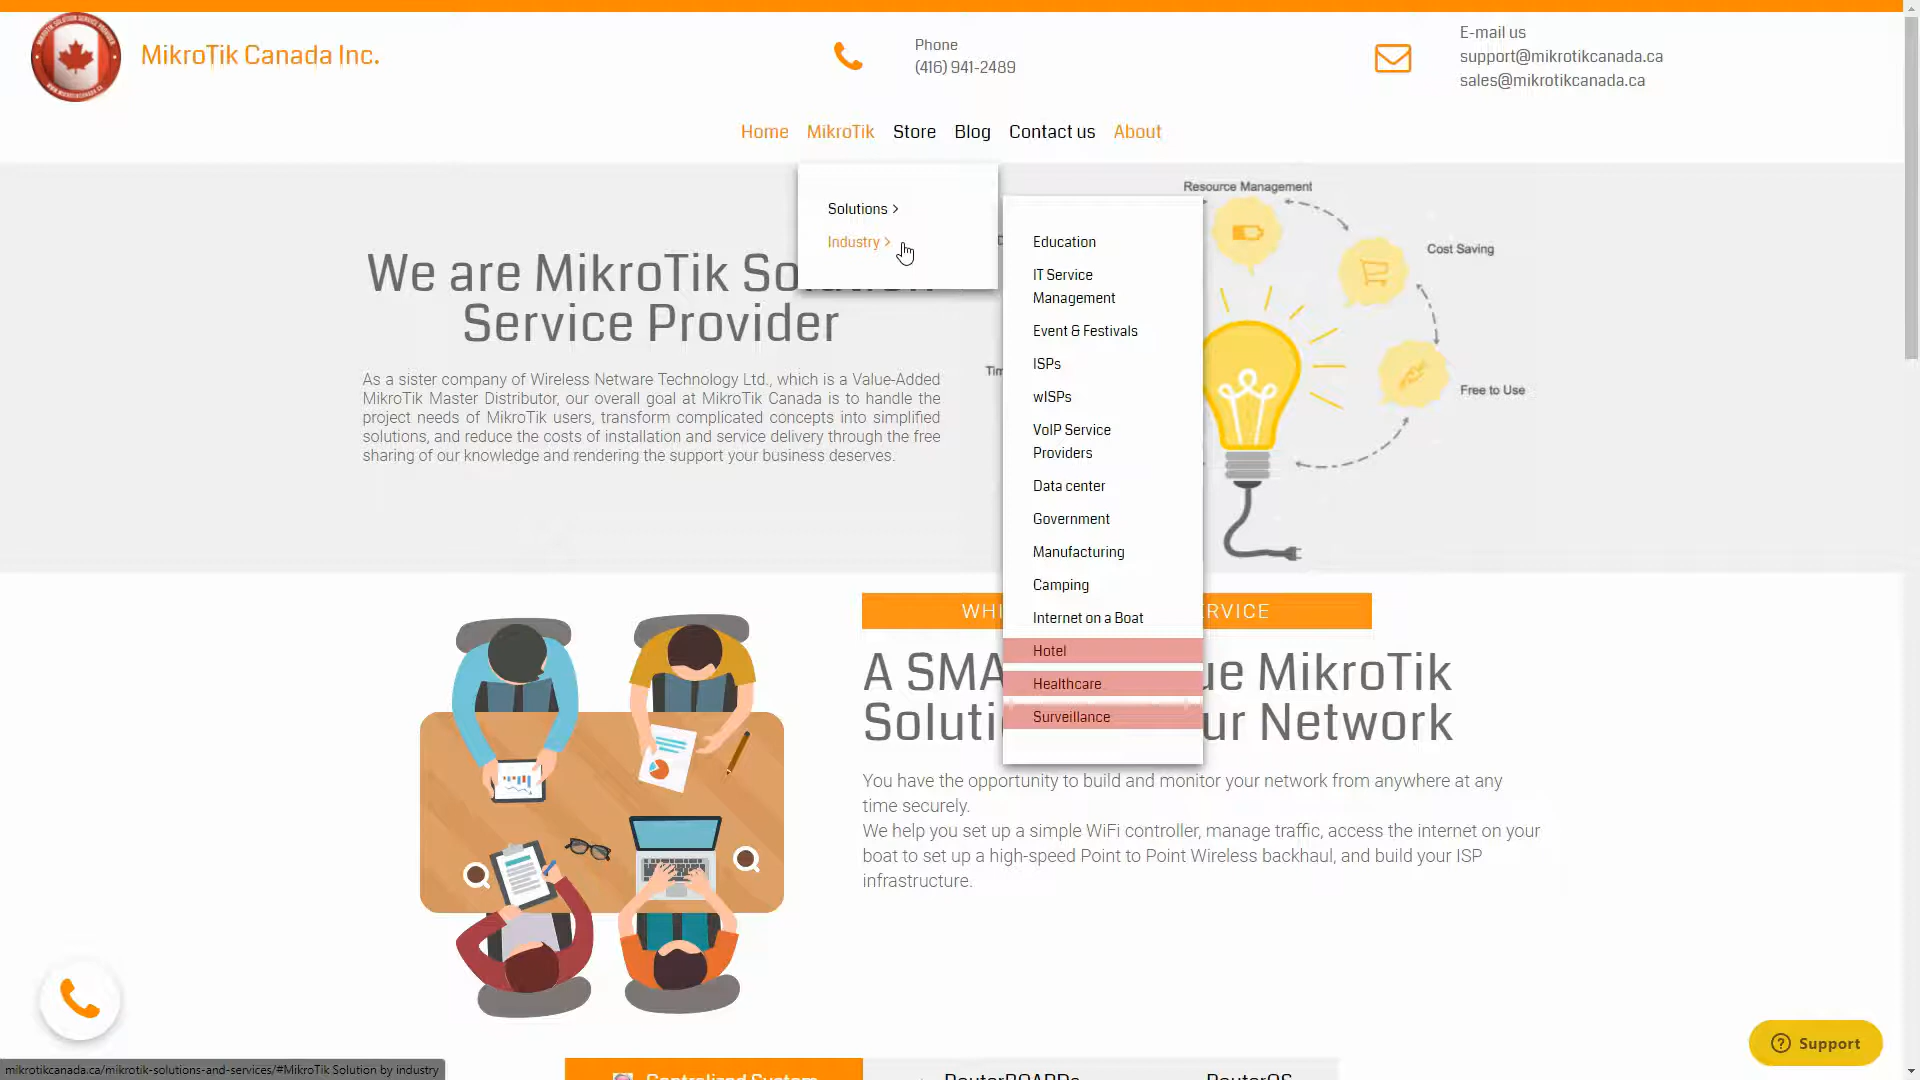 MikroTik Canada Inc.
Phone
(416) 941-2489
E-mail us
support@mikrotikcanada.ca
sales@mikrotikcanada.ca
Home MikroTik Store Blog Contact us About
Solutions >
Industry >
Education
IT Service
Management
Event & Festivals
ISPs
wISPs
VoIP Service
Providers
Data center
Government
Manufacturing
Camping
Internet on a Boat
Hotel
Healthcare
Surveillance
Resource Management
Cost Saving
Free to Use
We are MikroTik
Service Provider
As a sister company of Wireless Netware Technology Ltd., which is a Value-Added
MikroTik Master Distributor, our overall goal at MikroTik Canada is to handle the
project needs of MikroTik users, transform complicated concepts into simplified
solutions, and reduce the costs of installation and service delivery through the free
sharing of our knowledge and rendering the support your business deserves.
A MikroTik
Network
You have the opportunity to build and monitor your network from anywhere at any
time securely.
We help you set up a simple WiFi controller, manage traffic, access the internet on your
boat to set up a high-speed Point to Point Wireless backhaul, and build your ISP
infrastructure.
Centralized System RouterBOARDs RouterOS
Support
mikrotikcanada.ca/mikrotik-solutions-and-services/#MikroTik Solution by industry